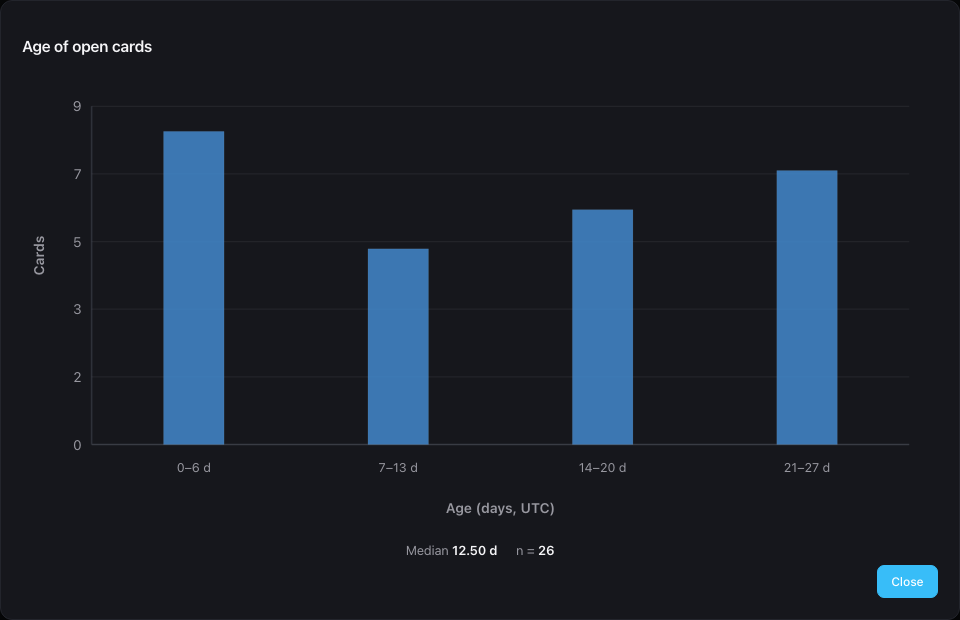 Age of open cards
9
7
5
3
2
0
Cards
0–6 d
7–13 d
14–20 d
21–27 d
Age (days, UTC)
Median 12.50 d n = 26
Close